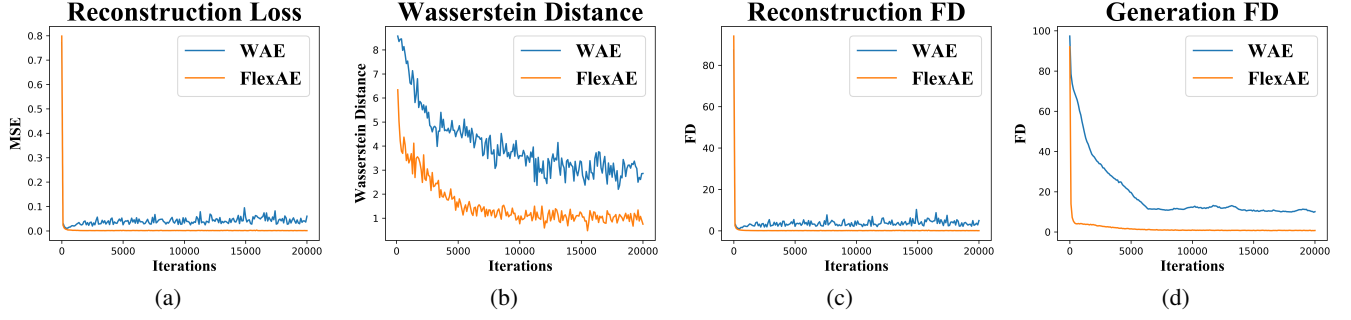 Reconstruction Loss
MSE
0.8
0.7
0.6
0.5
0.4
0.3
0.2
0.1
0.0
WAE
FlexAE
0 5000 10000 15000 20000
Iterations
(a)
Wasserstein Distance
Wasserstein Distance
8
7
6
5
4
3
2
1
WAE
FlexAE
0 5000 10000 15000 20000
Iterations
(b)
Reconstruction FD
FD
80
60
40
20
0
WAE
FlexAE
0 5000 10000 15000 20000
Iterations
(c)
Generation FD
FD
100
80
60
40
20
0
WAE
FlexAE
0 5000 10000 15000 20000
Iterations
(d)